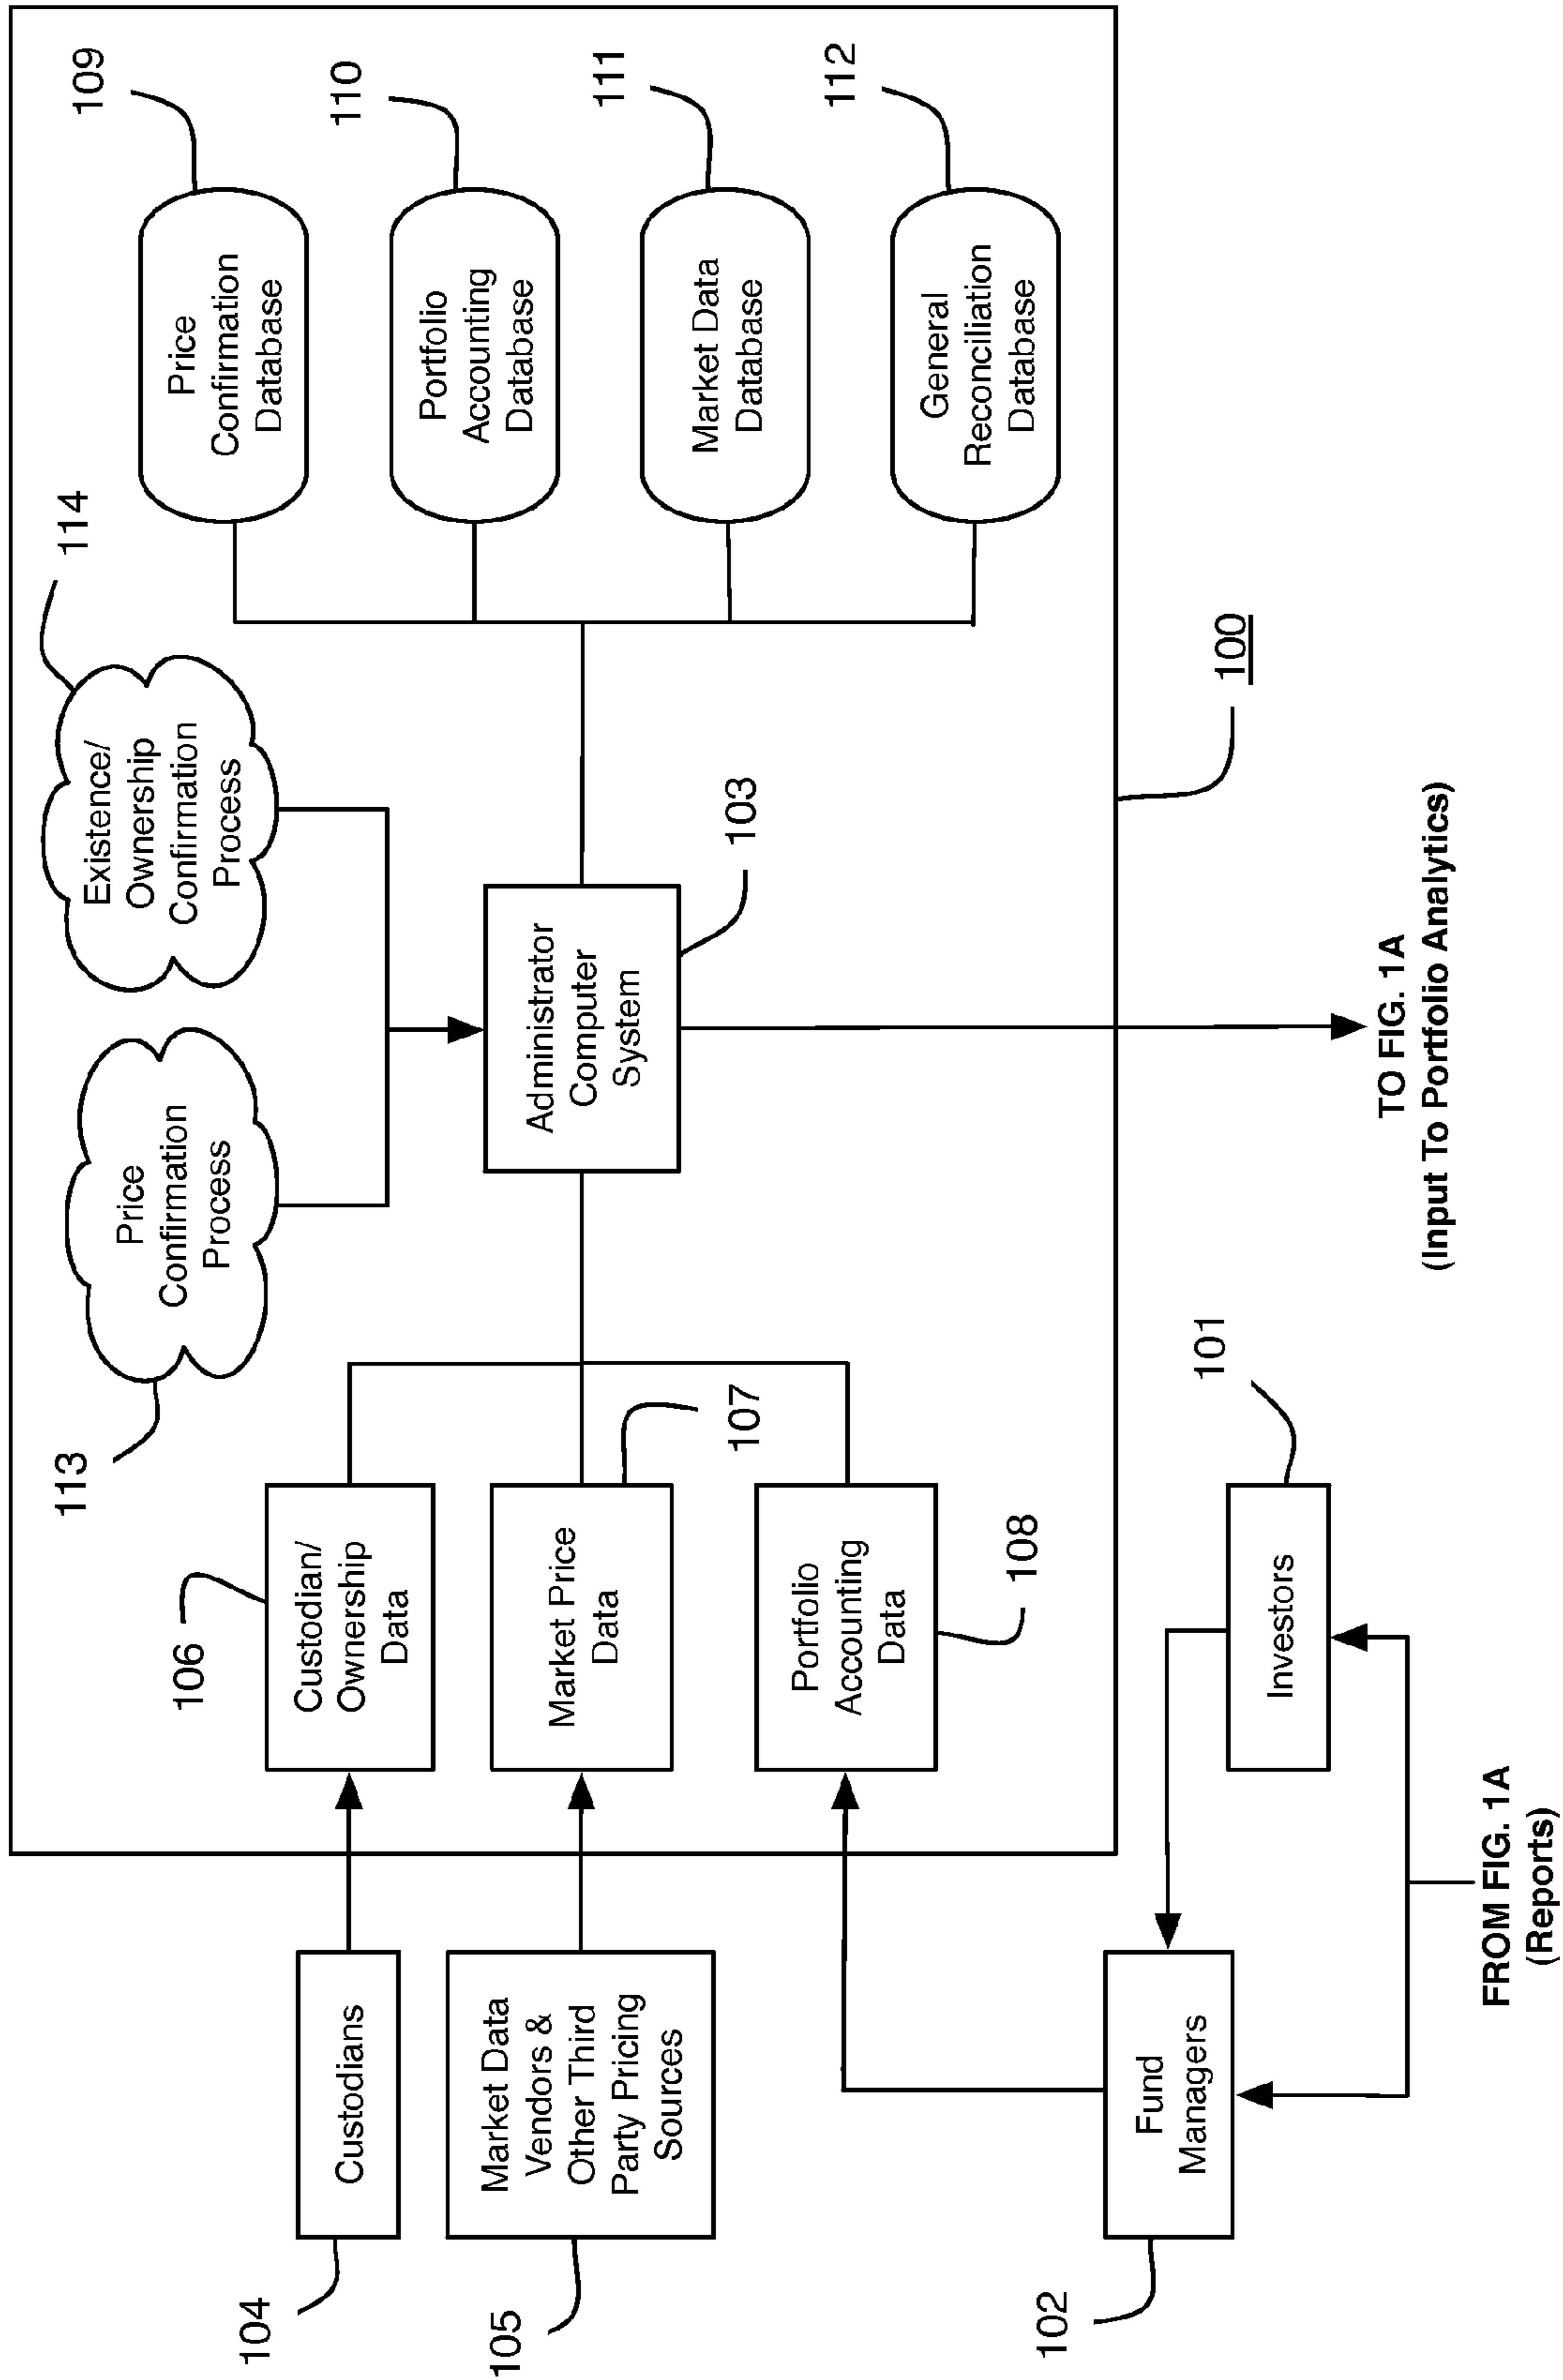 109
Price
Confirmation
Database
110
Portfolio
Accounting
Database
111
Market Data
Database
112
General
Reconciliation
Database
114
Existence/
Ownership
Confirmation
Process
113
Price
Confirmation
Process
103
Administrator
Computer
System
100
106
Custodian/
Ownership
Data
107
Market Price
Data
108
Portfolio
Accounting
Data
104
Custodians
105
Market Data
Vendors &
Other Third
Party Pricing
Sources
102
Fund
Managers
101
Investors
TO FIG. 1A
(Input To Portfolio Analytics)
FROM FIG. 1A
(Reports)